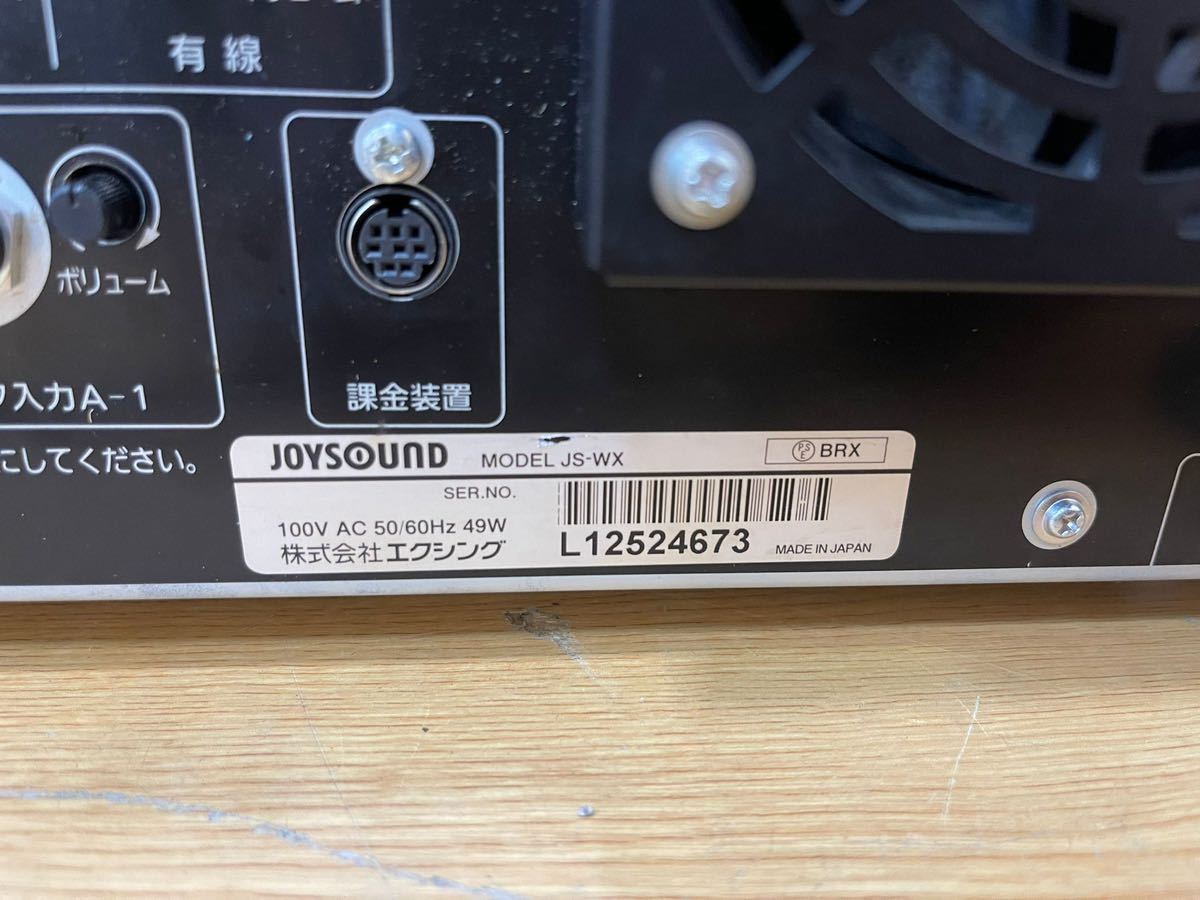 有線
ボリューム
入力A-1
課金装置
にしてください。
JOYSOUND MODEL JS-WX PSE BRX
SER.NO.
100V AC 50/60Hz 49W
株式会社エクシング L12524673 MADE IN JAPAN